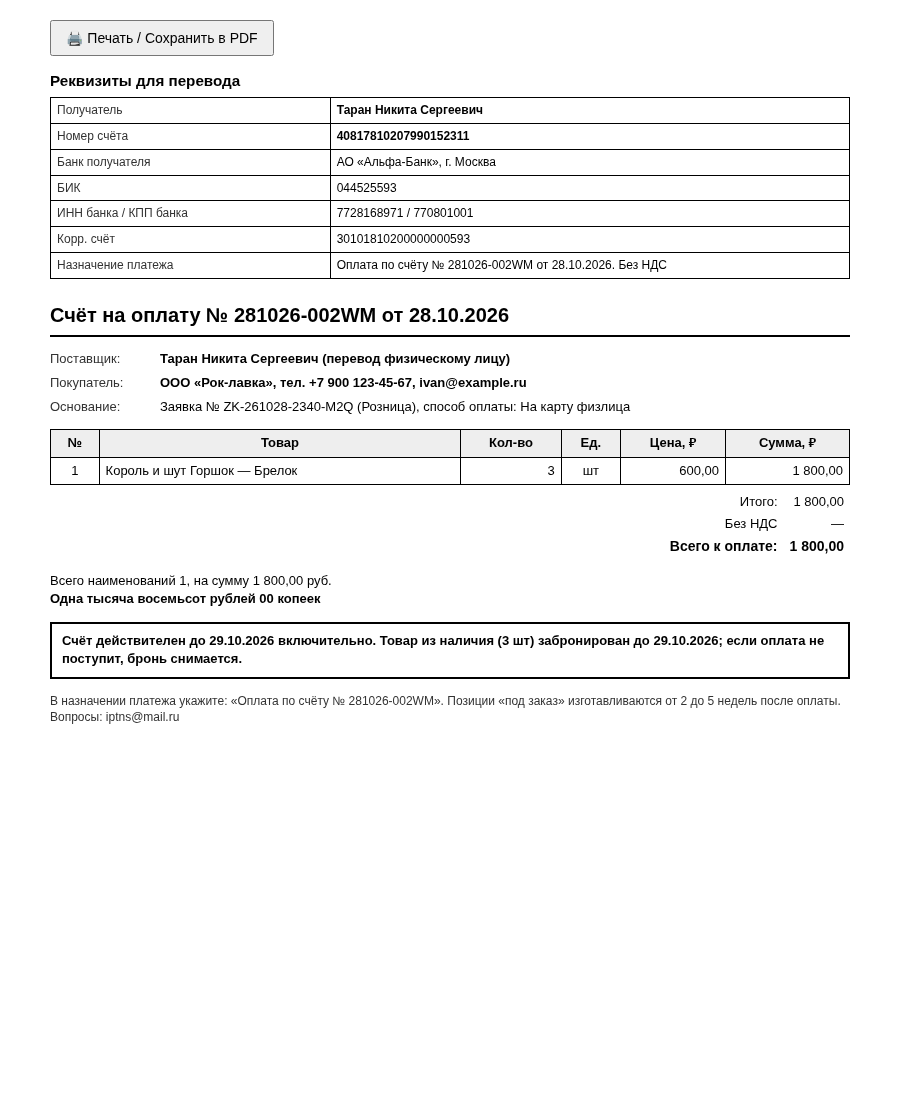 🖨️ Печать / Сохранить в PDF
Реквизиты для перевода
Получатель Таран Никита Сергеевич
Номер счёта 40817810207990152311
Банк получателя АО «Альфа-Банк», г. Москва
БИК 044525593
ИНН банка / КПП банка 7728168971 / 770801001
Корр. счёт 30101810200000000593
Назначение платежа Оплата по счёту № 281026-002WM от 28.10.2026. Без НДС
Счёт на оплату № 281026-002WM от 28.10.2026
Поставщик: Таран Никита Сергеевич (перевод физическому лицу)
Покупатель: ООО «Рок-лавка», тел. +7 900 123-45-67, ivan@example.ru
Основание: Заявка № ZK-261028-2340-M2Q (Розница), способ оплаты: На карту физлица
№ Товар Кол-во Ед. Цена, ₽ Сумма, ₽
1 Король и шут Горшок — Брелок 3 шт 600,00 1 800,00
Итого: 1 800,00
Без НДС —
Всего к оплате: 1 800,00
Всего наименований 1, на сумму 1 800,00 руб.
Одна тысяча восемьсот рублей 00 копеек
Счёт действителен до 29.10.2026 включительно. Товар из наличия (3 шт) забронирован до 29.10.2026; если оплата не
поступит, бронь снимается.
В назначении платежа укажите: «Оплата по счёту № 281026-002WM». Позиции «под заказ» изготавливаются от 2 до 5 недель после оплаты.
Вопросы: iptns@mail.ru